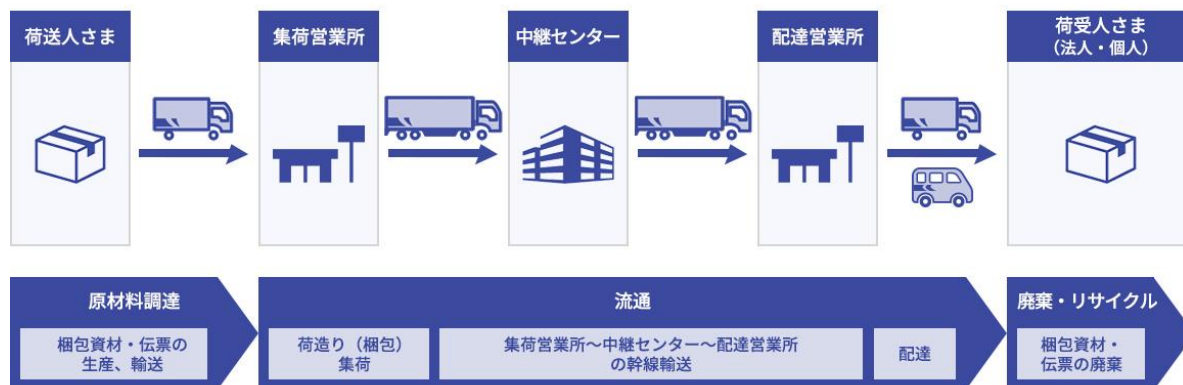 荷送人さま
集荷営業所
中継センター
配達営業所
荷受人さま
（法人・個人）
原材料調達
流通
廃棄・リサイクル
梱包資材・伝票の
生産、輸送
荷造り（梱包）
集荷
集荷営業所～中継センター～配達営業所
の幹線輸送
配達
梱包資材・
伝票の廃棄